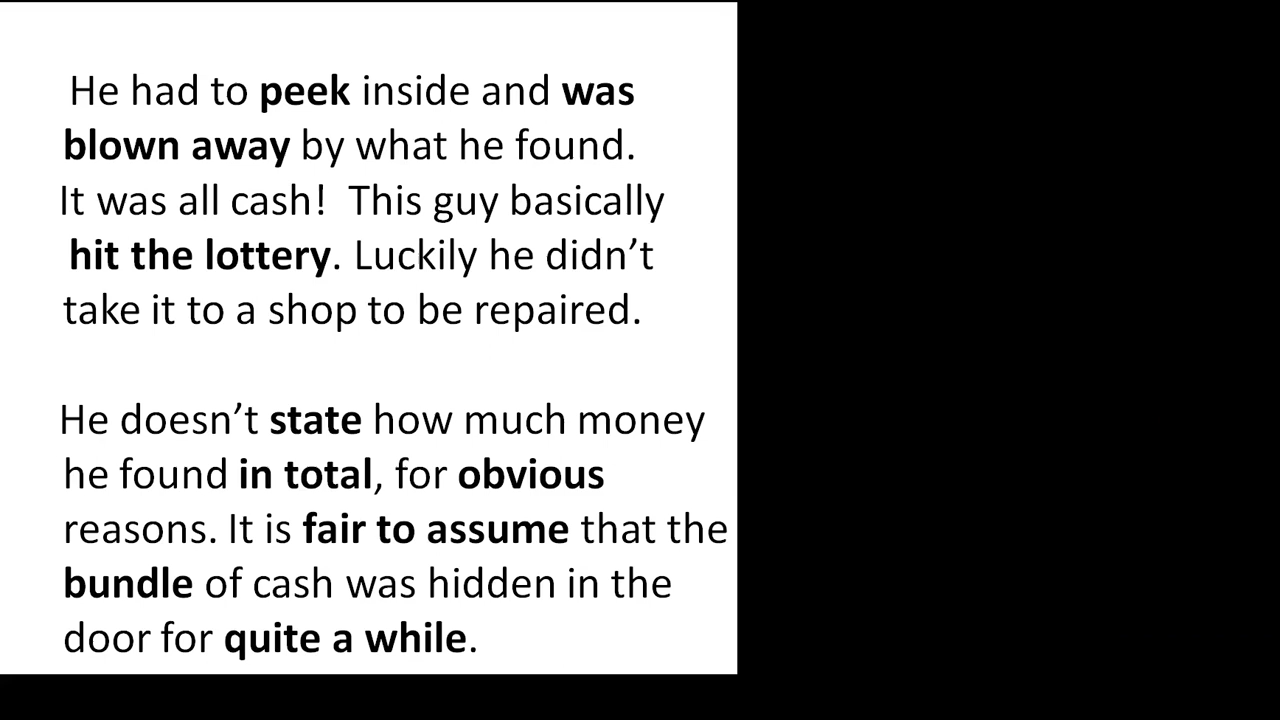 He had to peek inside and was
blown away by what he found.
It was all cash!  This guy basically
hit the lottery. Luckily he didn’t
take it to a shop to be repaired.
He doesn’t state how much money
he found in total, for obvious
reasons. It is fair to assume that the
bundle of cash was hidden in the
door for quite a while.